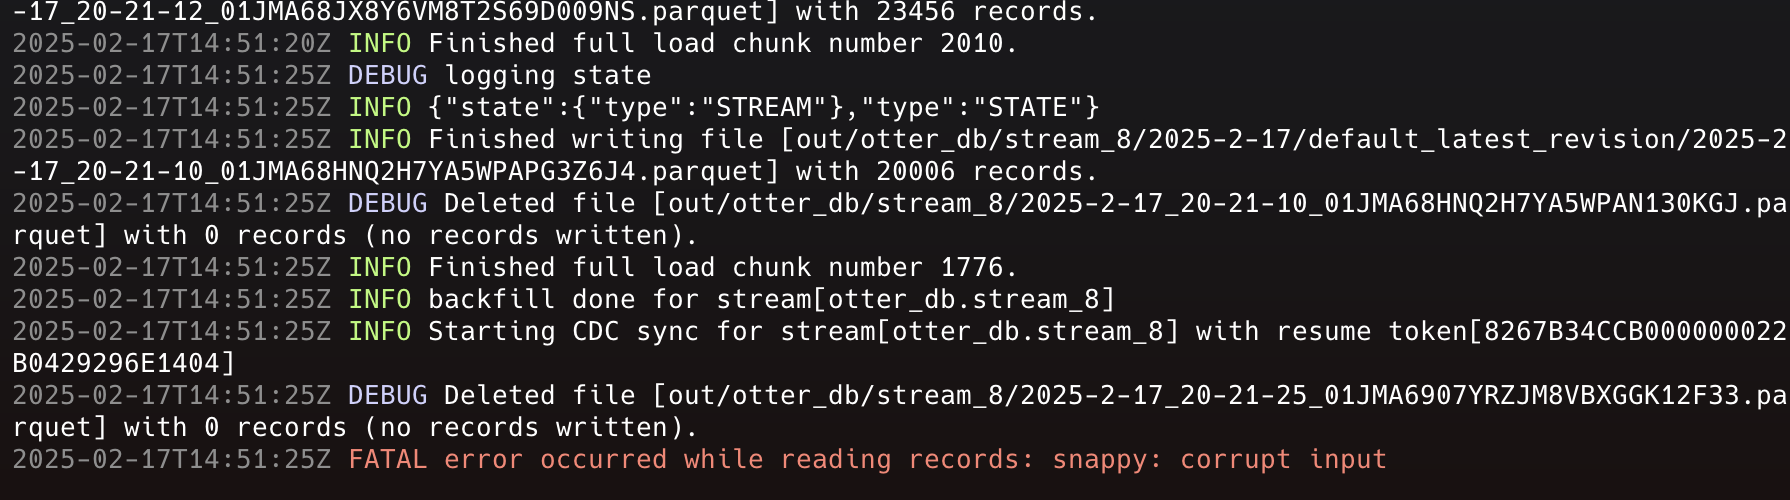 -17_20-21-12_01JMA68JX8Y6VM8T2S69D009NS.parquet] with 23456 records.
2025-02-17T14:51:20Z INFO Finished full load chunk number 2010.
2025-02-17T14:51:25Z DEBUG logging state
2025-02-17T14:51:25Z INFO {"state":{"type":"STREAM"},"type":"STATE"}
2025-02-17T14:51:25Z INFO Finished writing file [out/otter_db/stream_8/2025-2-17/default_latest_revision/2025-2
-17_20-21-10_01JMA68HNQ2H7YA5WPAPG3Z6J4.parquet] with 20006 records.
2025-02-17T14:51:25Z DEBUG Deleted file [out/otter_db/stream_8/2025-2-17_20-21-10_01JMA68HNQ2H7YA5WPAN130KGJ.pa
rquet] with 0 records (no records written).
2025-02-17T14:51:25Z INFO Finished full load chunk number 1776.
2025-02-17T14:51:25Z INFO backfill done for stream[otter_db.stream_8]
2025-02-17T14:51:25Z INFO Starting CDC sync for stream[otter_db.stream_8] with resume token[8267B34CCB000000022
B0429296E1404]
2025-02-17T14:51:25Z DEBUG Deleted file [out/otter_db/stream_8/2025-2-17_20-21-25_01JMA6907YRZJM8VBXGGK12F33.pa
rquet] with 0 records (no records written).
2025-02-17T14:51:25Z FATAL error occurred while reading records: snappy: corrupt input